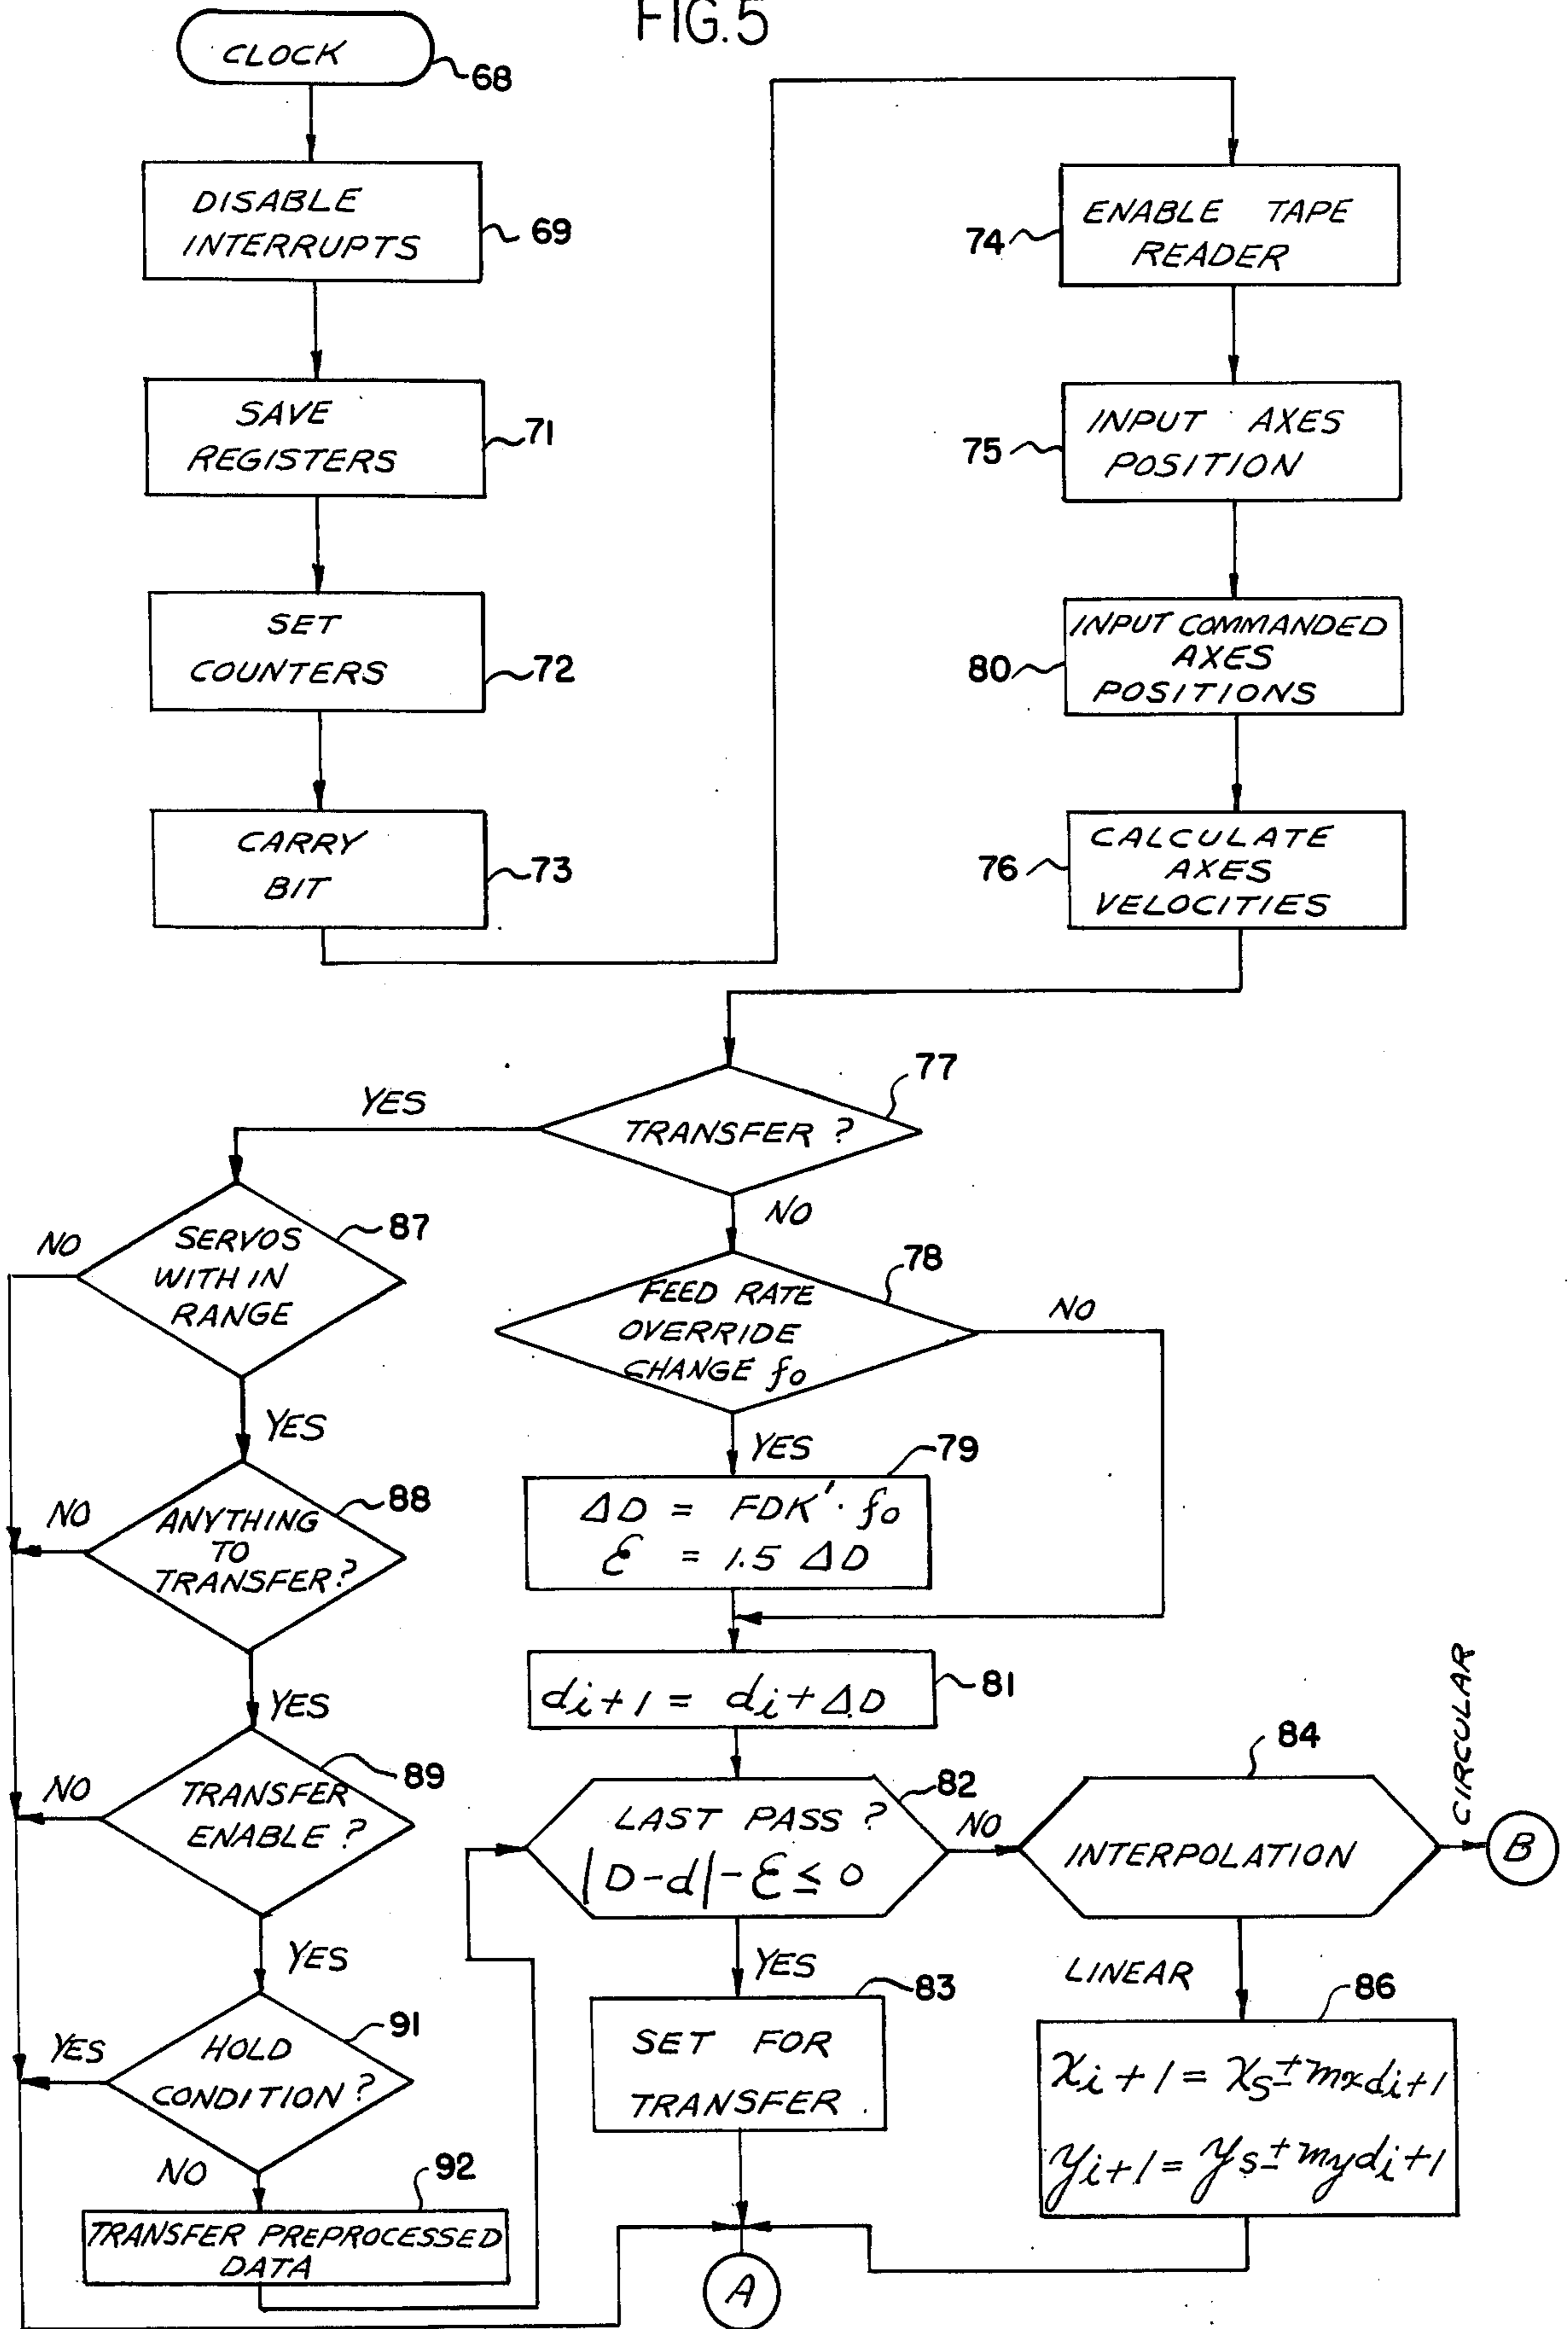 FIG.5
CLOCK
68
DISABLE
INTERRUPTS
69
SAVE
REGISTERS
71
SET
COUNTERS
72
CARRY
BIT
73
ENABLE TAPE
READER
74
INPUT AXES
POSITION
75
INPUT COMMANDED
AXES
POSITIONS
80
CALCULATE
AXES
VELOCITIES
76
TRANSFER ?
77
YES
NO
SERVOS
WITH IN
RANGE
87
NO
YES
ANYTHING
TO
TRANSFER?
88
NO
YES
TRANSFER
ENABLE ?
89
NO
YES
HOLD
CONDITION ?
91
YES
NO
TRANSFER PREPROCESSED
DATA
92
FEED RATE
OVERRIDE
CHANGE fo
78
NO
YES
ΔD = FDK'· fo
Ɛ = 1.5 ΔD
79
di+1 = di+ΔD
81
LAST PASS ?
|D-d|-Ɛ ≤ 0
82
NO
YES
SET FOR
TRANSFER
83
INTERPOLATION
84
CIRCULAR
B
LINEAR
xi+1 = xs±mxdi+1
yi+1 = ys±mydi+1
86
A